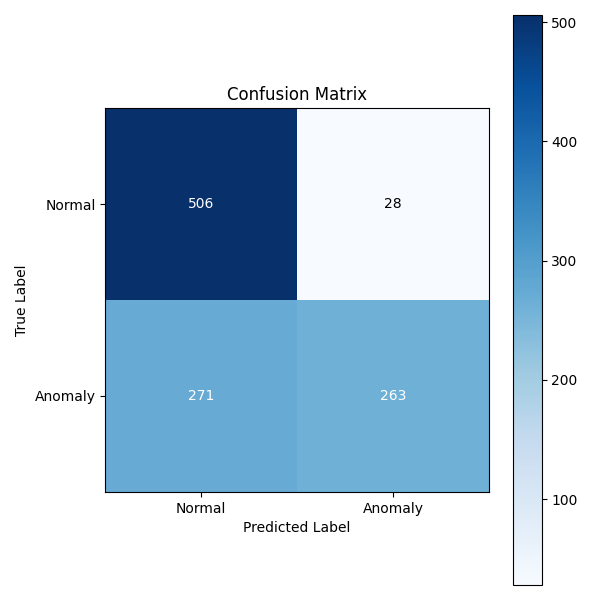 Confusion Matrix
500
400
300
200
100
True Label
Normal
506
28
Anomaly
271
263
Normal
Anomaly
Predicted Label